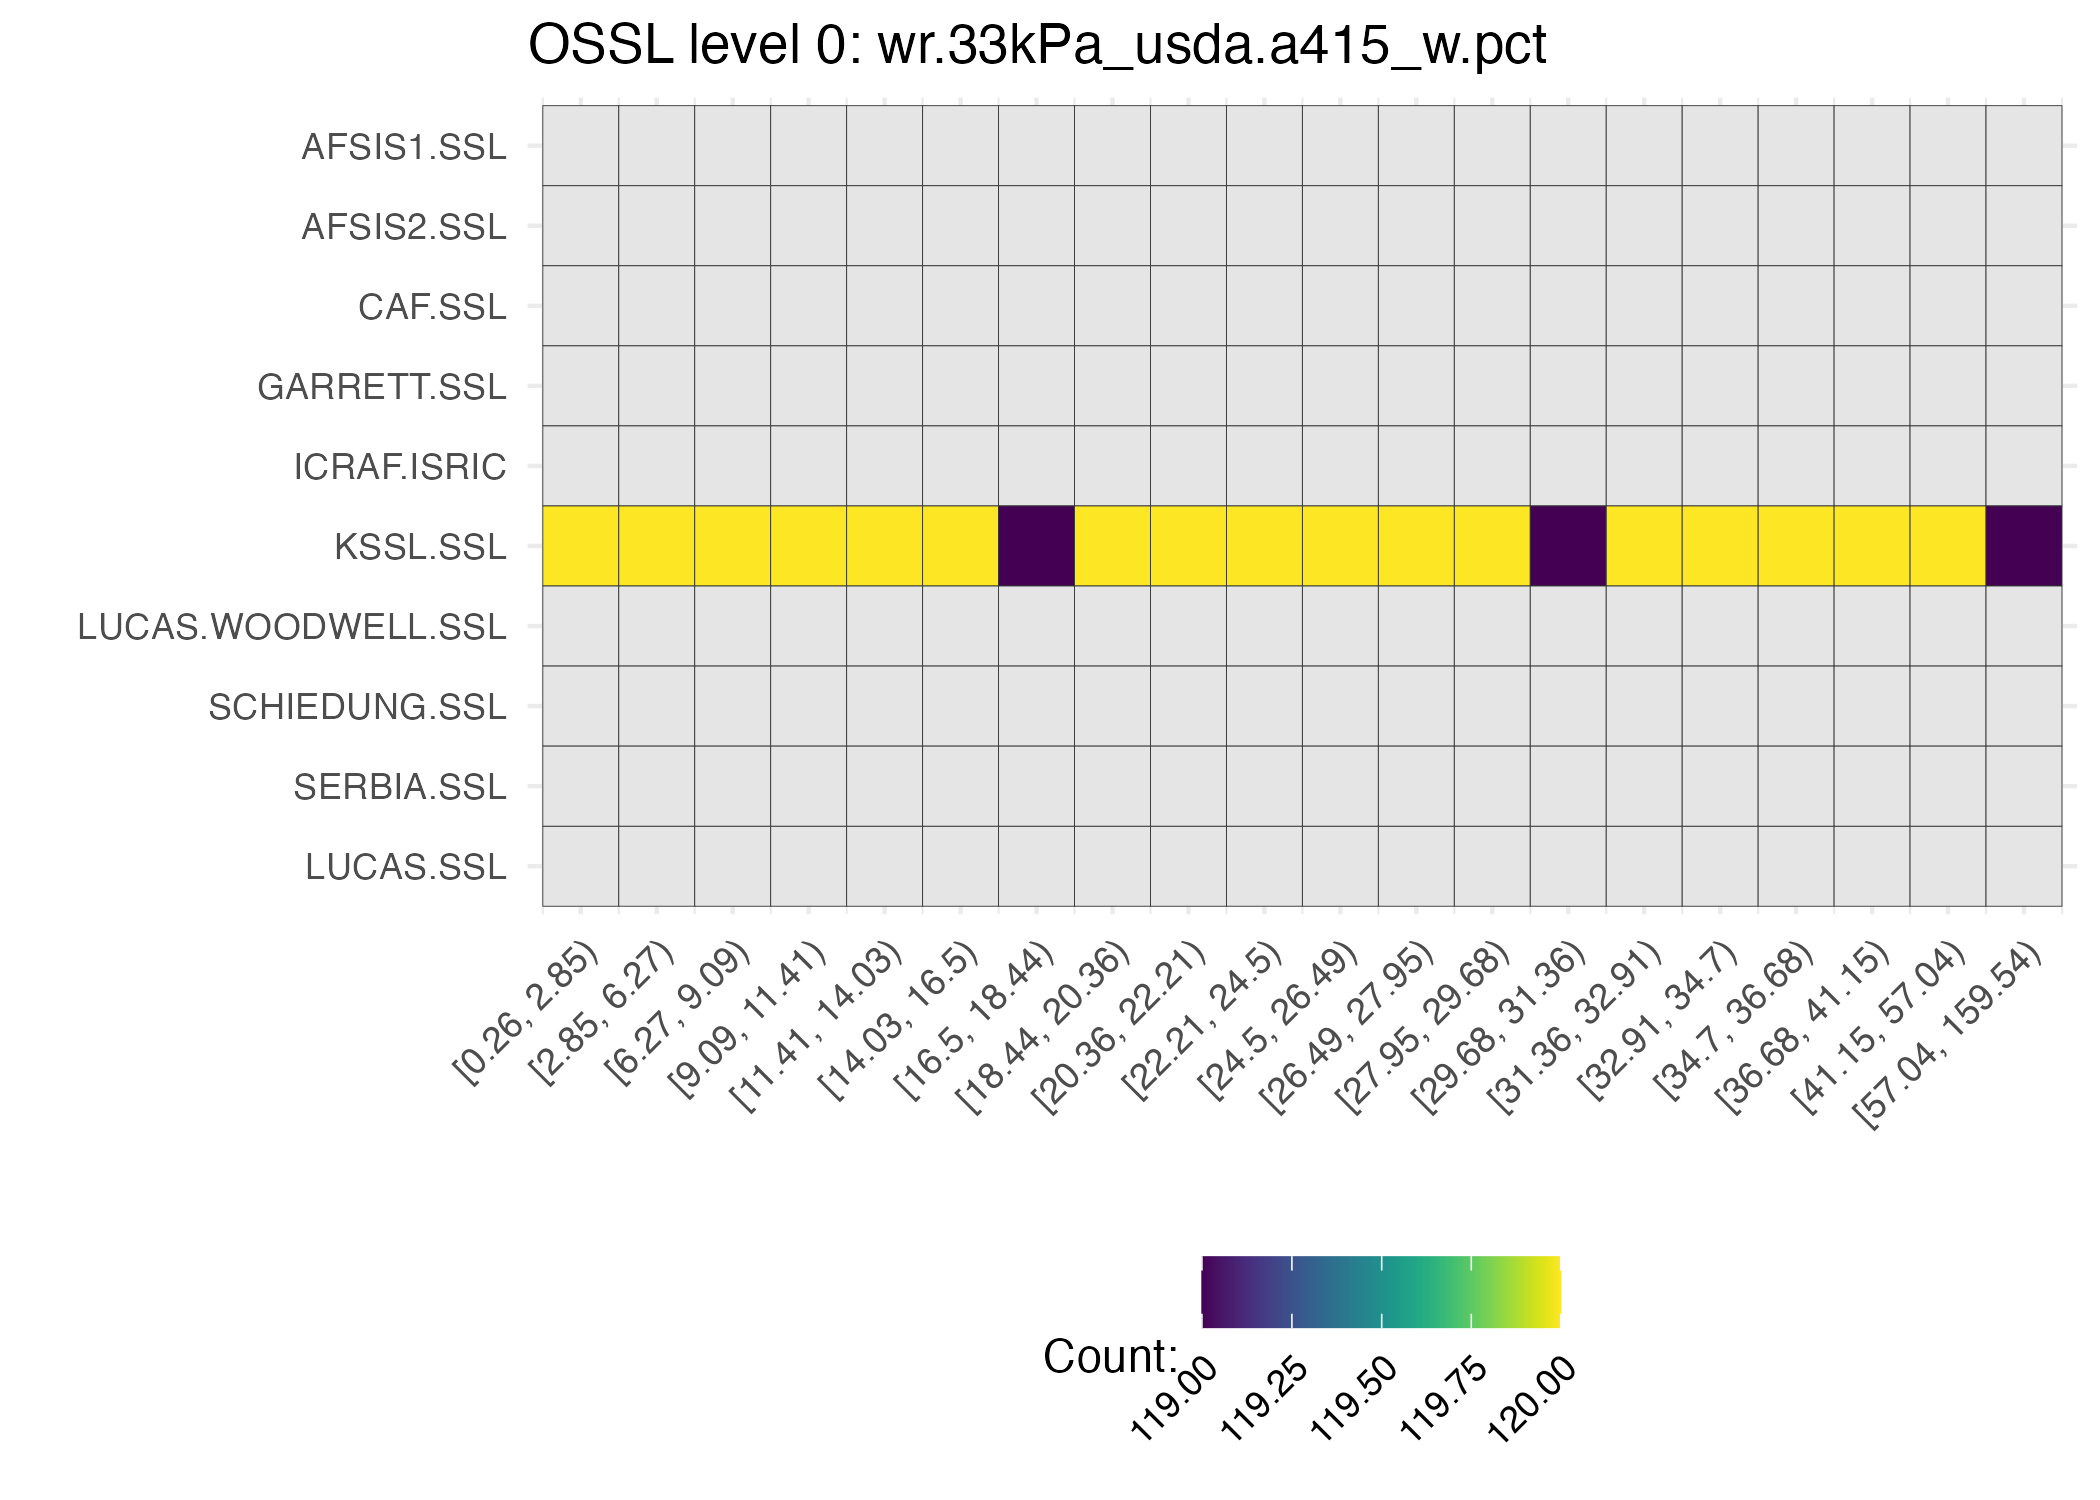 OSSL level 0: wr.33kPa_usda.a415_w.pct
AFSIS1.SSL
AFSIS2.SSL
CAF.SSL
GARRETT.SSL
ICRAF.ISRIC
KSSL.SSL
LUCAS.WOODWELL.SSL
SCHIEDUNG.SSL
SERBIA.SSL
LUCAS.SSL
[0.26, 2.85)
[2.85, 6.27)
[6.27, 9.09)
[9.09, 11.41)
[11.41, 14.03)
[14.03, 16.5)
[16.5, 18.44)
[18.44, 20.36)
[20.36, 22.21)
[22.21, 24.5)
[24.5, 26.49)
[26.49, 27.95)
[27.95, 29.68)
[29.68, 31.36)
[31.36, 32.91)
[32.91, 34.7)
[34.7, 36.68)
[36.68, 41.15)
[41.15, 57.04)
[57.04, 159.54)
Count:
119.00
119.25
119.50
119.75
120.00